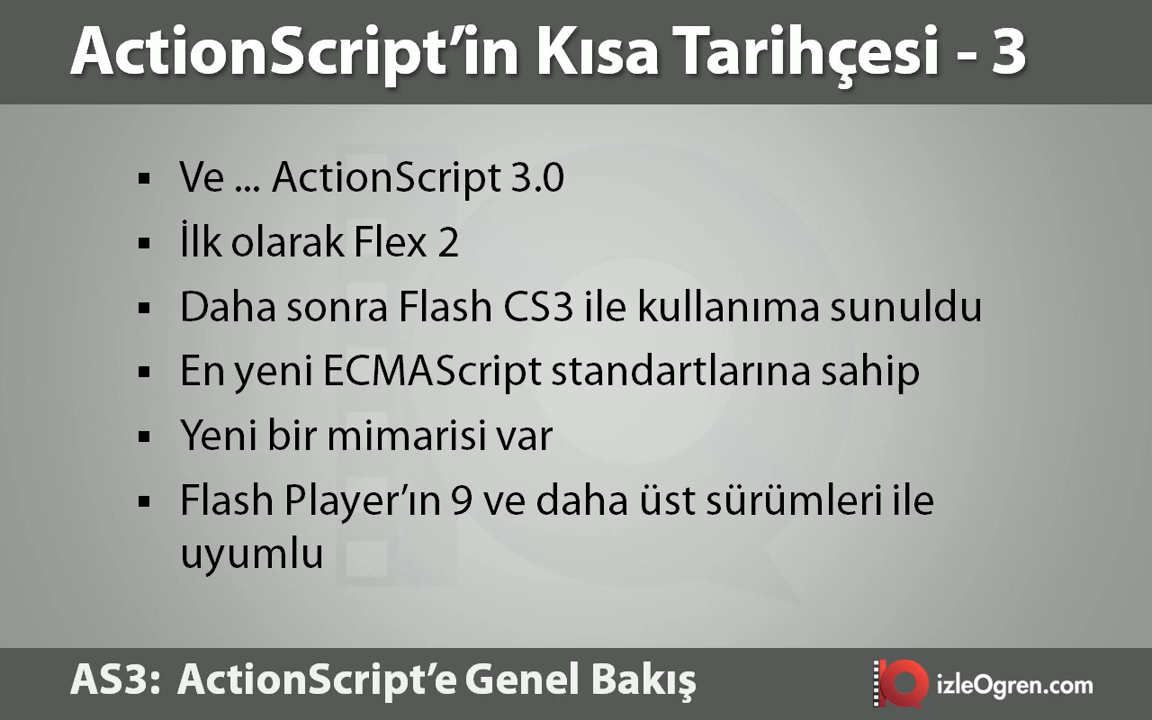 ActionScript’in Kısa Tarihçesi - 3
▪ Ve ... ActionScript 3.0
▪ İlk olarak Flex 2
▪ Daha sonra Flash CS3 ile kullanıma sunuldu
▪ En yeni ECMAScript standartlarına sahip
▪ Yeni bir mimarisi var
▪ Flash Player’ın 9 ve daha üst sürümleri ile
uyumlu
AS3: ActionScript’e Genel Bakış
izleOgren.com